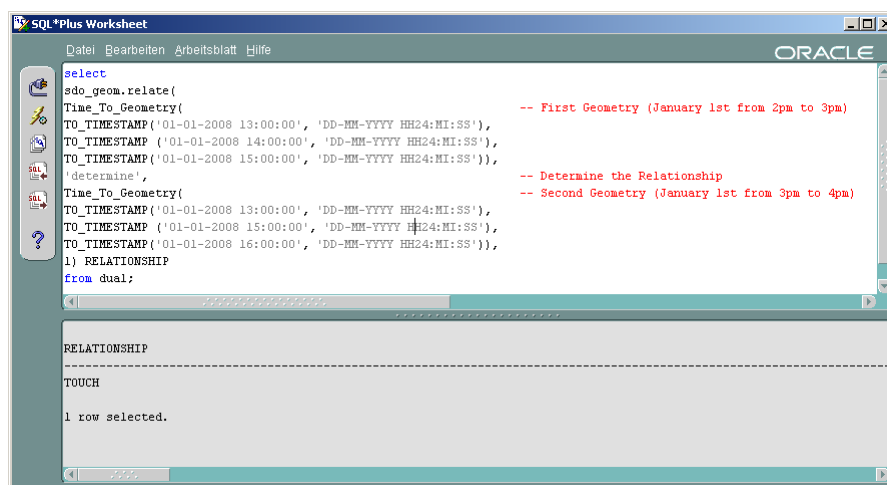 SQL*Plus Worksheet
Datei Bearbeiten Arbeitsblatt Hilfe
ORACLE
select
sdo_geom.relate(
Time_To_Geometry( -- First Geometry (January 1st from 2pm to 3pm)
TO_TIMESTAMP('01-01-2008 13:00:00', 'DD-MM-YYYY HH24:MI:SS'),
TO_TIMESTAMP ('01-01-2008 14:00:00', 'DD-MM-YYYY HH24:MI:SS'),
TO_TIMESTAMP('01-01-2008 15:00:00', 'DD-MM-YYYY HH24:MI:SS')),
'determine', -- Determine the Relationship
Time_To_Geometry( -- Second Geometry (January 1st from 3pm to 4pm)
TO_TIMESTAMP('01-01-2008 13:00:00', 'DD-MM-YYYY HH24:MI:SS'),
TO_TIMESTAMP ('01-01-2008 15:00:00', 'DD-MM-YYYY HH24:MI:SS'),
TO_TIMESTAMP('01-01-2008 16:00:00', 'DD-MM-YYYY HH24:MI:SS')),
1) RELATIONSHIP
from dual;
SQL
SQL
?
RELATIONSHIP
--------------------------------------------------------------------------------
TOUCH
1 row selected.